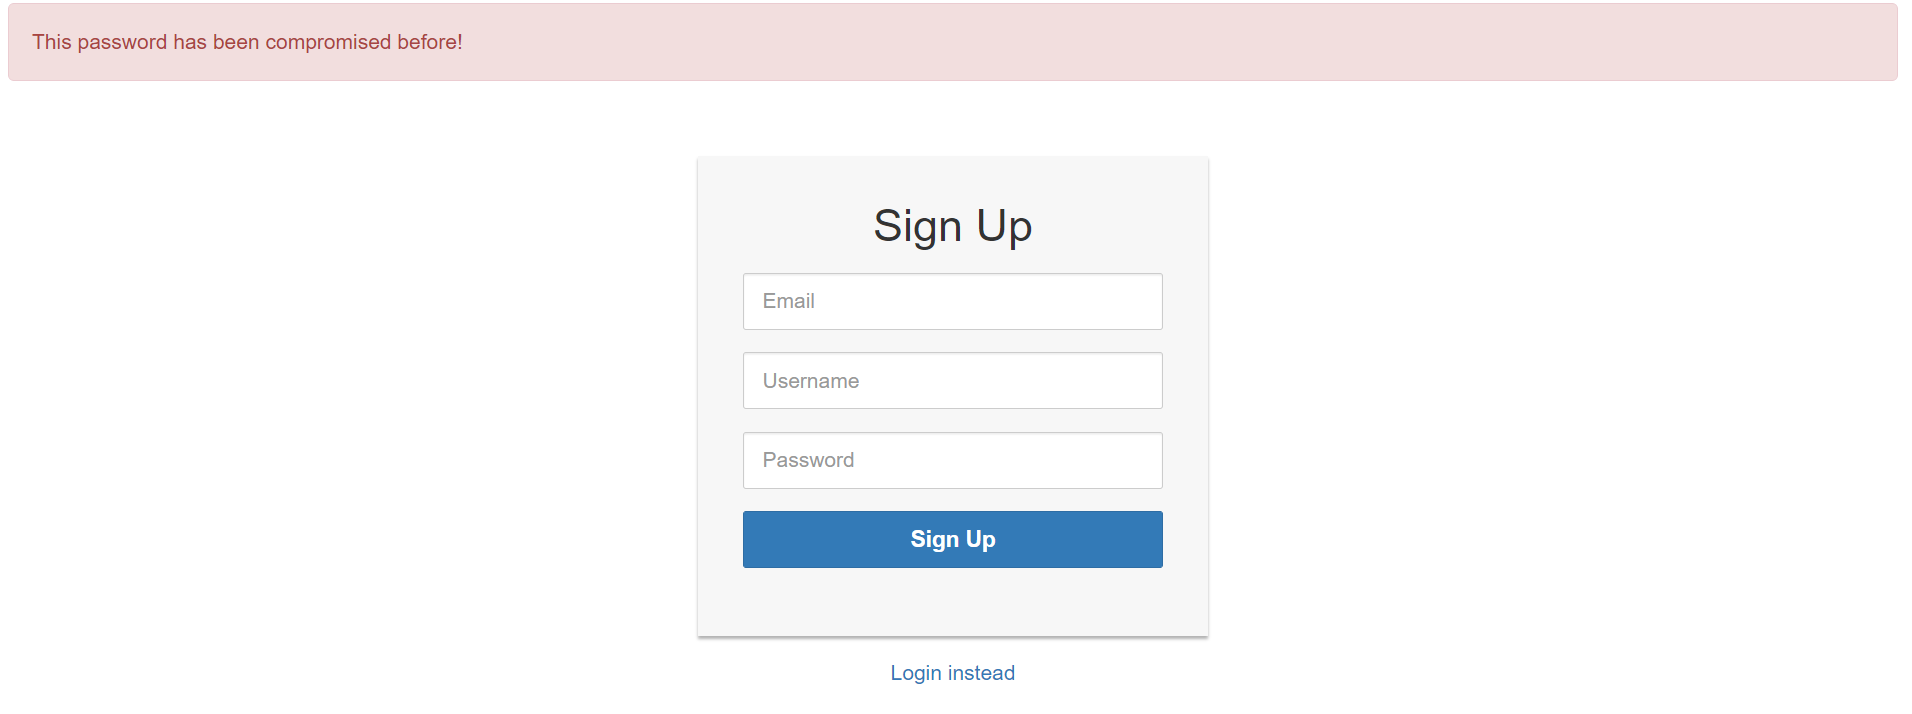 This password has been compromised before!
Sign Up
Email
Username
Password
Sign Up
Login instead